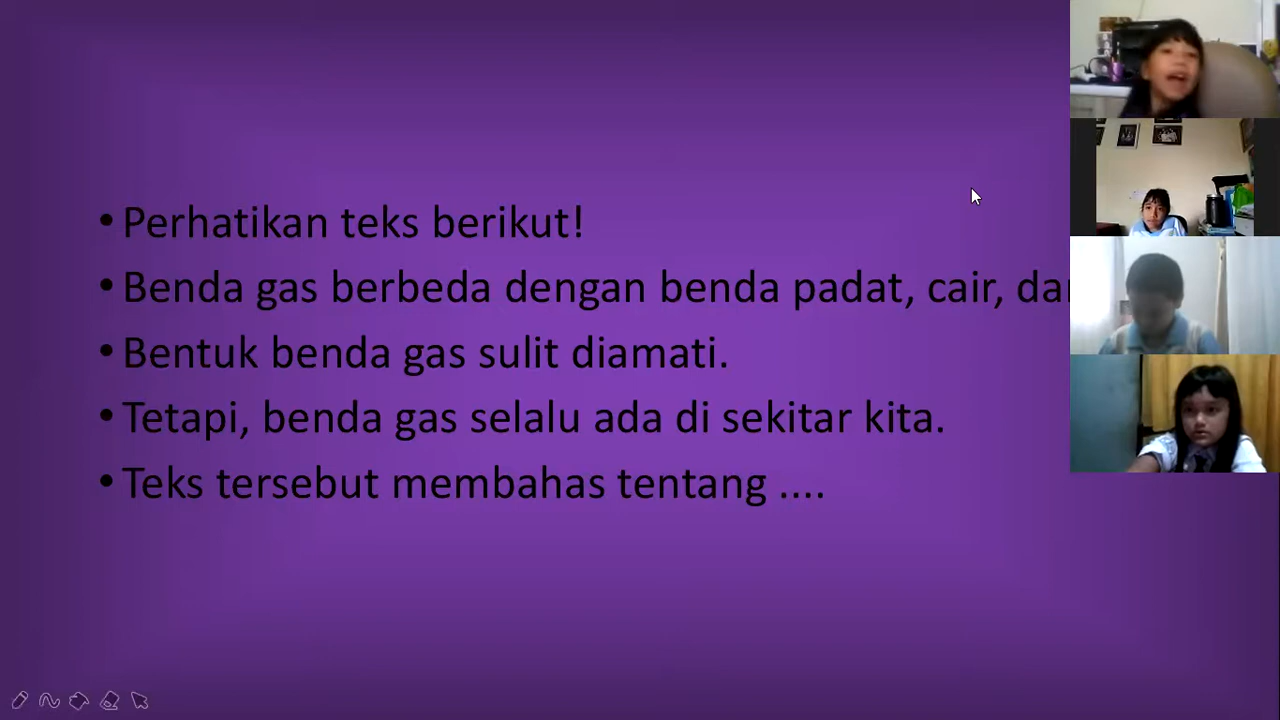 • Perhatikan teks berikut!
• Benda gas berbeda dengan benda padat, cair,
• Bentuk benda gas sulit diamati.
• Tetapi, benda gas selalu ada di sekitar kita.
• Teks tersebut membahas tentang ....